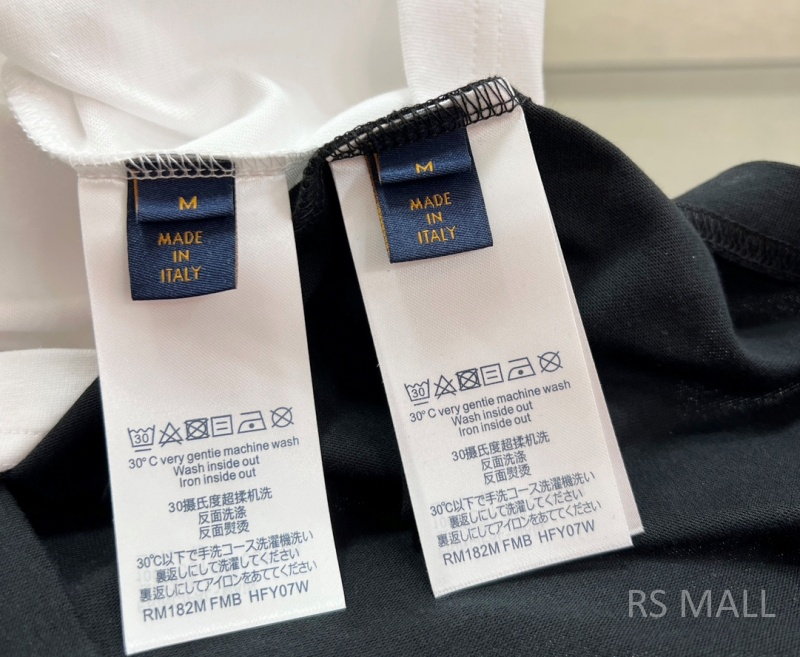 M
MADE
IN
ITALY
30
30°C very gentle machine wash
Wash inside out
Iron inside out
30摄氏度超揉机洗
反面洗涤
反面熨烫
30℃以下で手洗コース洗濯機洗い
裏返しにして洗濯してください
裏返しにしてアイロンをあててください
RM182M FMB HFY07W
M
MADE
IN
ITALY
30
30°C very gentle machine wash
Wash inside out
Iron inside out
30摄氏度超揉机洗
反面洗涤
反面熨烫
30℃以下で手洗コース洗濯機洗い
裏返しにして洗濯してください
裏返しにしてアイロンをあててください
RM182M FMB HFY07W
RS MALL